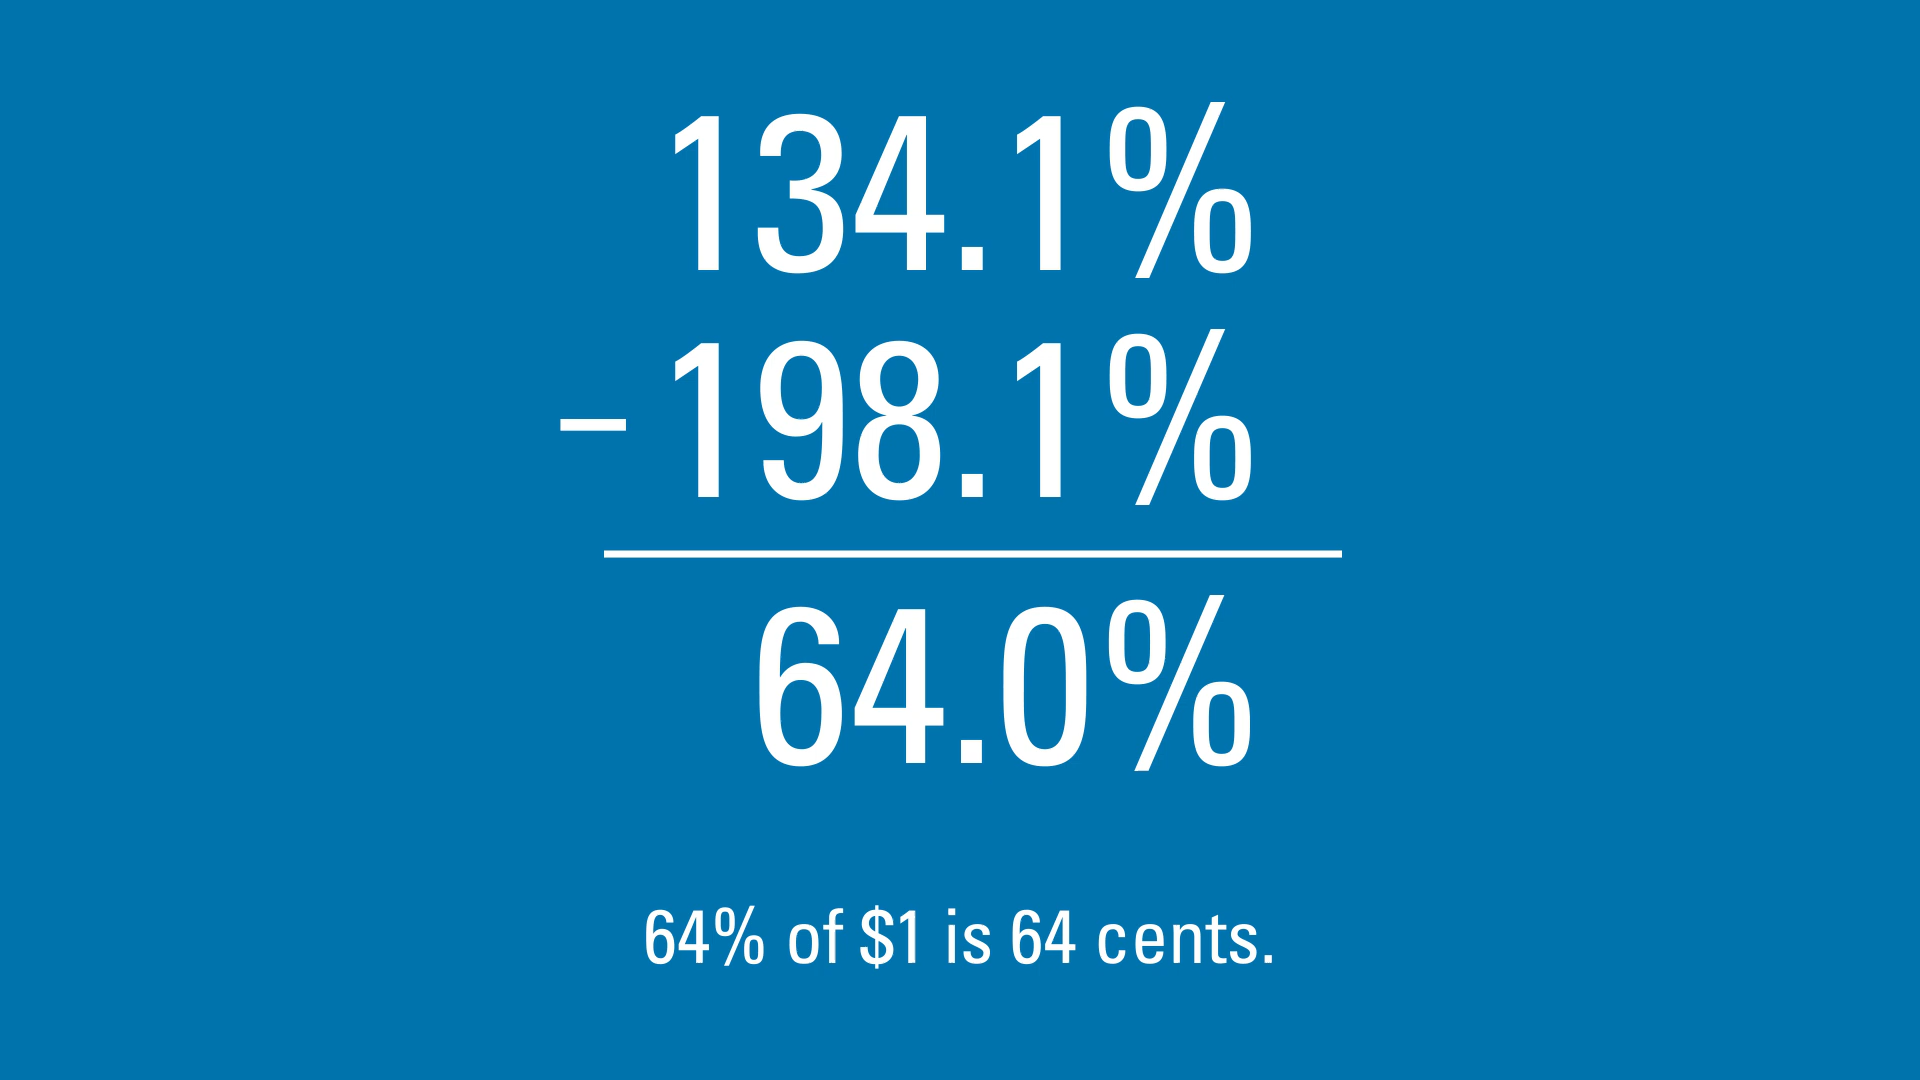 134.1%
–198.1%
64.0%
64% of $1 is 64 cents.